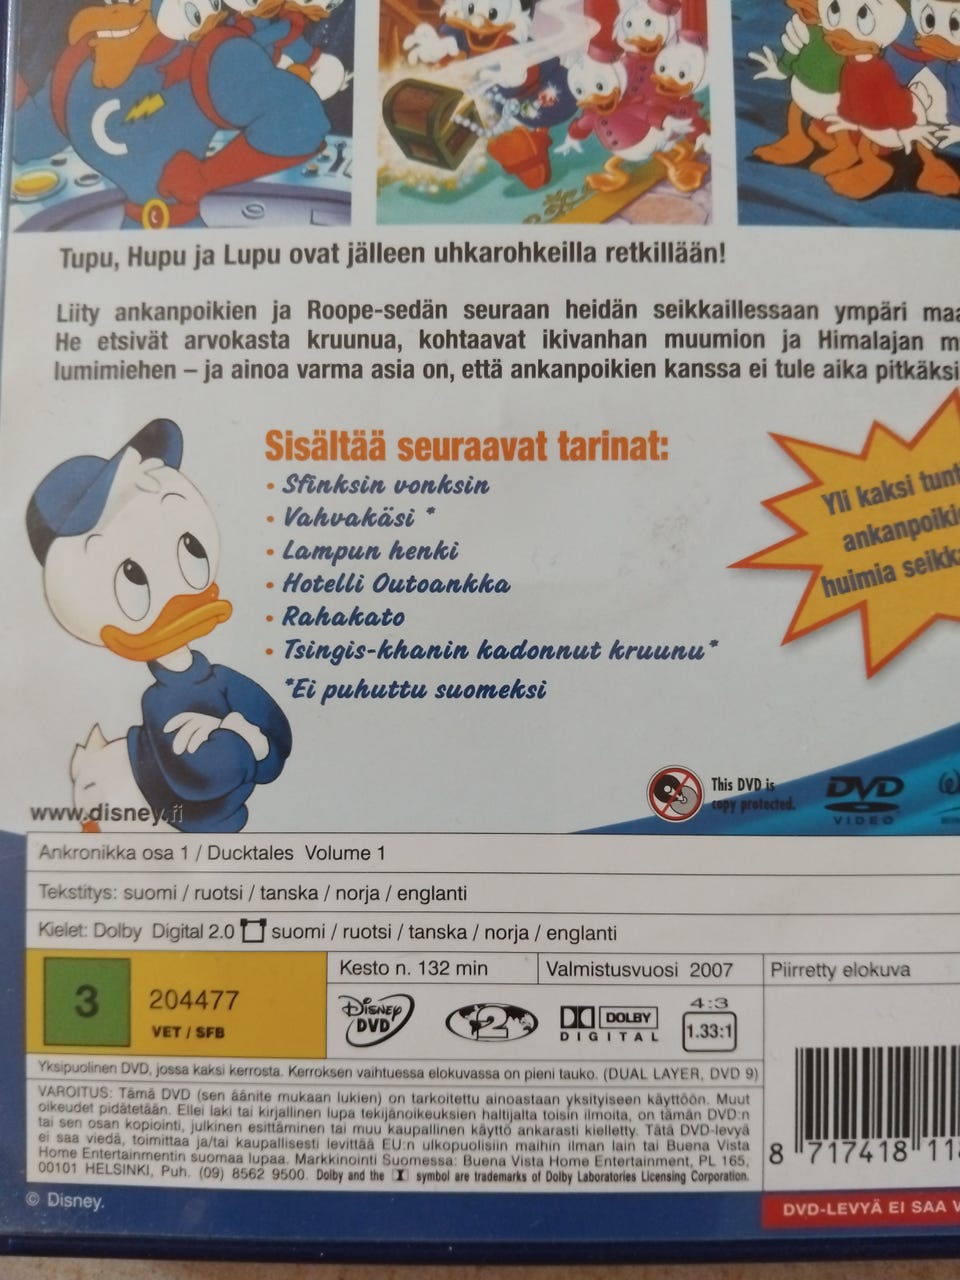 Tupu, Hupu ja Lupu ovat jälleen uhkarohkeilla retkillään!
Liity ankanpoikien ja Roope-sedän seuraan heidän seikkaillessaan ympäri
He etsivät arvokasta kruunua, kohtaavat ikivanhan muumion ja Himalajan
lumimiehen – ja ainoa varma asia on, että ankanpoikien kanssa ei tule aika
Sisältää seuraavat tarinat:
• Sfinksin vonksin
• Vahvakäsi *
• Lampun henki
• Hotelli Outoankka
• Rahakato
• Tsingis-khanin kadonnut kruunu*
*Ei puhuttu suomeksi
Yli kaksi
huimia
This DVD is
copy protected.
DVD
VIDEO
www.disney.fi
Ankronikka osa 1 / Ducktales Volume 1
Tekstitys: suomi / ruotsi / tanska / norja / englanti
Kielet: Dolby Digital 2.0 suomi / ruotsi / tanska / norja / englanti
3
204477
VET / SFB
Kesto n. 132 min
Valmistusvuosi 2007
Piirretty elokuva
Disney
DVD
2
DOLBY
DIGITAL
4:3
1.33:1
Yksipuolinen DVD, jossa kaksi kerrosta. Kerroksen vaihtuessa elokuvassa on pieni tauko. (DUAL LAYER, DVD 9)
VAROITUS: Tämä DVD (sen äänite mukaan lukien) on tarkoitettu ainoastaan yksityiseen käyttöön. Muut
oikeudet pidätetään. Ellei laki tai kirjallinen lupa tekijänoikeuksien haltijalta toisin ilmoita, on tämän DVD:n
tai sen osan kopiointi, julkinen esittäminen tai muu kaupallinen käyttö ankarasti kielletty. Tätä DVD-levyä
ei saa viedä, toimittaa ja/tai kaupallisesti levittää EU:n ulkopuolisiin maihin ilman lain tai Buena Vista
Home Entertainmentin suomaa lupaa. Markkinointi Suomessa: Buena Vista Home Entertainment, PL 165,
00101 HELSINKI, Puh. (09) 8562 9500. Dolby and the symbol are trademarks of Dolby Laboratories Licensing Corporation.
8 717418 11
© Disney.
DVD-LEVYÄ EI SAA